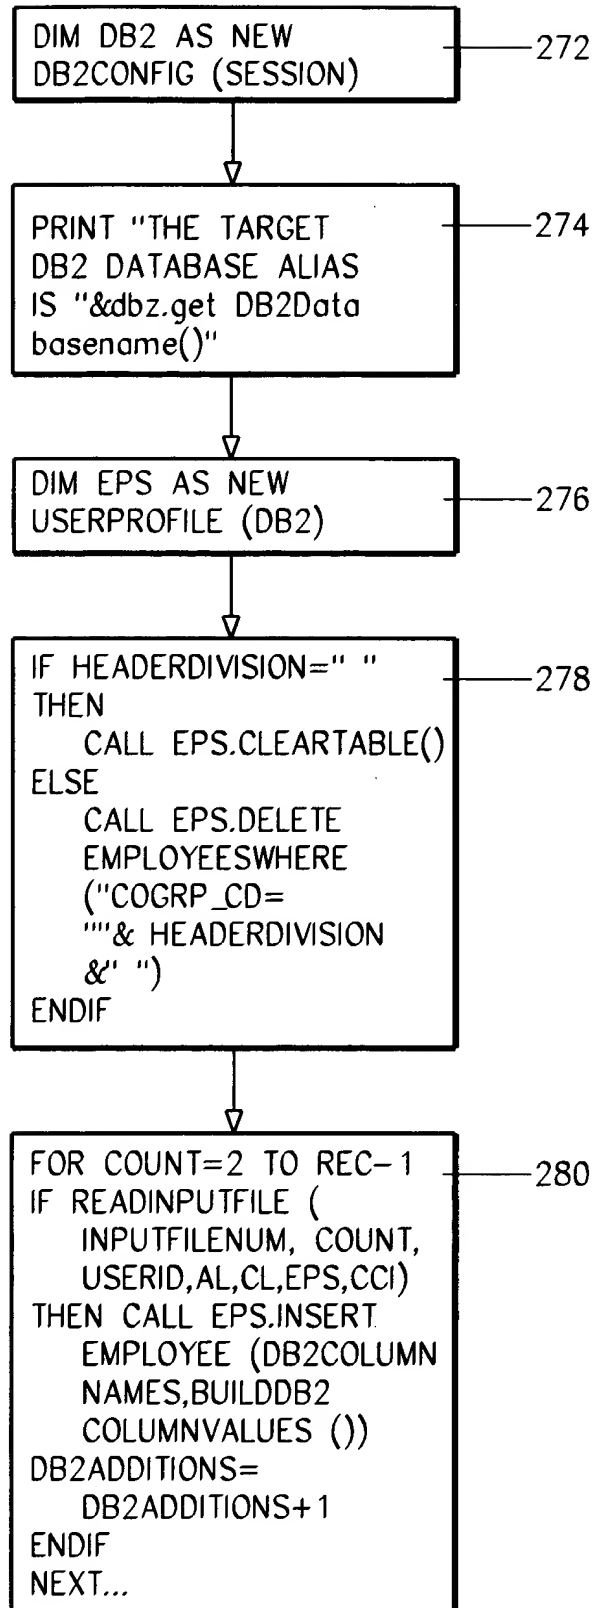 DIM DB2 AS NEW
DB2CONFIG (SESSION)
272
PRINT "THE TARGET
DB2 DATABASE ALIAS
IS "&dbz.get DB2Data
basename()"
274
DIM EPS AS NEW
USERPROFILE (DB2)
276
IF HEADERDIVISION=" "
THEN
CALL EPS.CLEARTABLE()
ELSE
CALL EPS.DELETE
EMPLOYEESWHERE
("COGRP_CD=
""& HEADERDIVISION
&" ")
ENDIF
278
FOR COUNT=2 TO REC-1
IF READINPUTFILE (
INPUTFILENUM, COUNT,
USERID,AL,CL,EPS,CCI)
THEN CALL EPS.INSERT
EMPLOYEE (DB2COLUMN
NAMES,BUILDDB2
COLUMNVALUES ())
DB2ADDITIONS=
DB2ADDITIONS+1
ENDIF
NEXT...
280